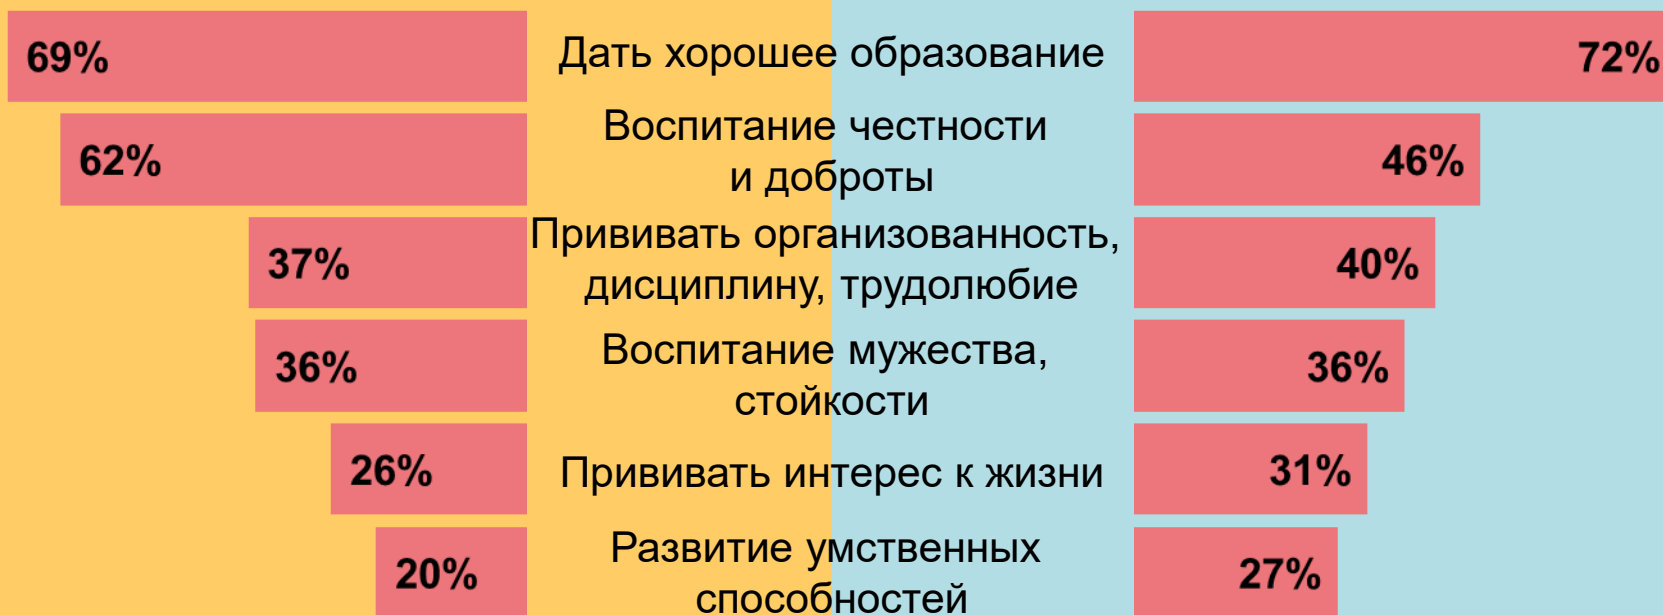 69% Дать хорошее образование 72%
Воспитание честности
62% и доброты 46%
Прививать организованность,
37% дисциплину, трудолюбие 40%
Воспитание мужества,
36% стойкости 36%
26% Прививать интерес к жизни 31%
Развитие умственных
20% способностей 27%